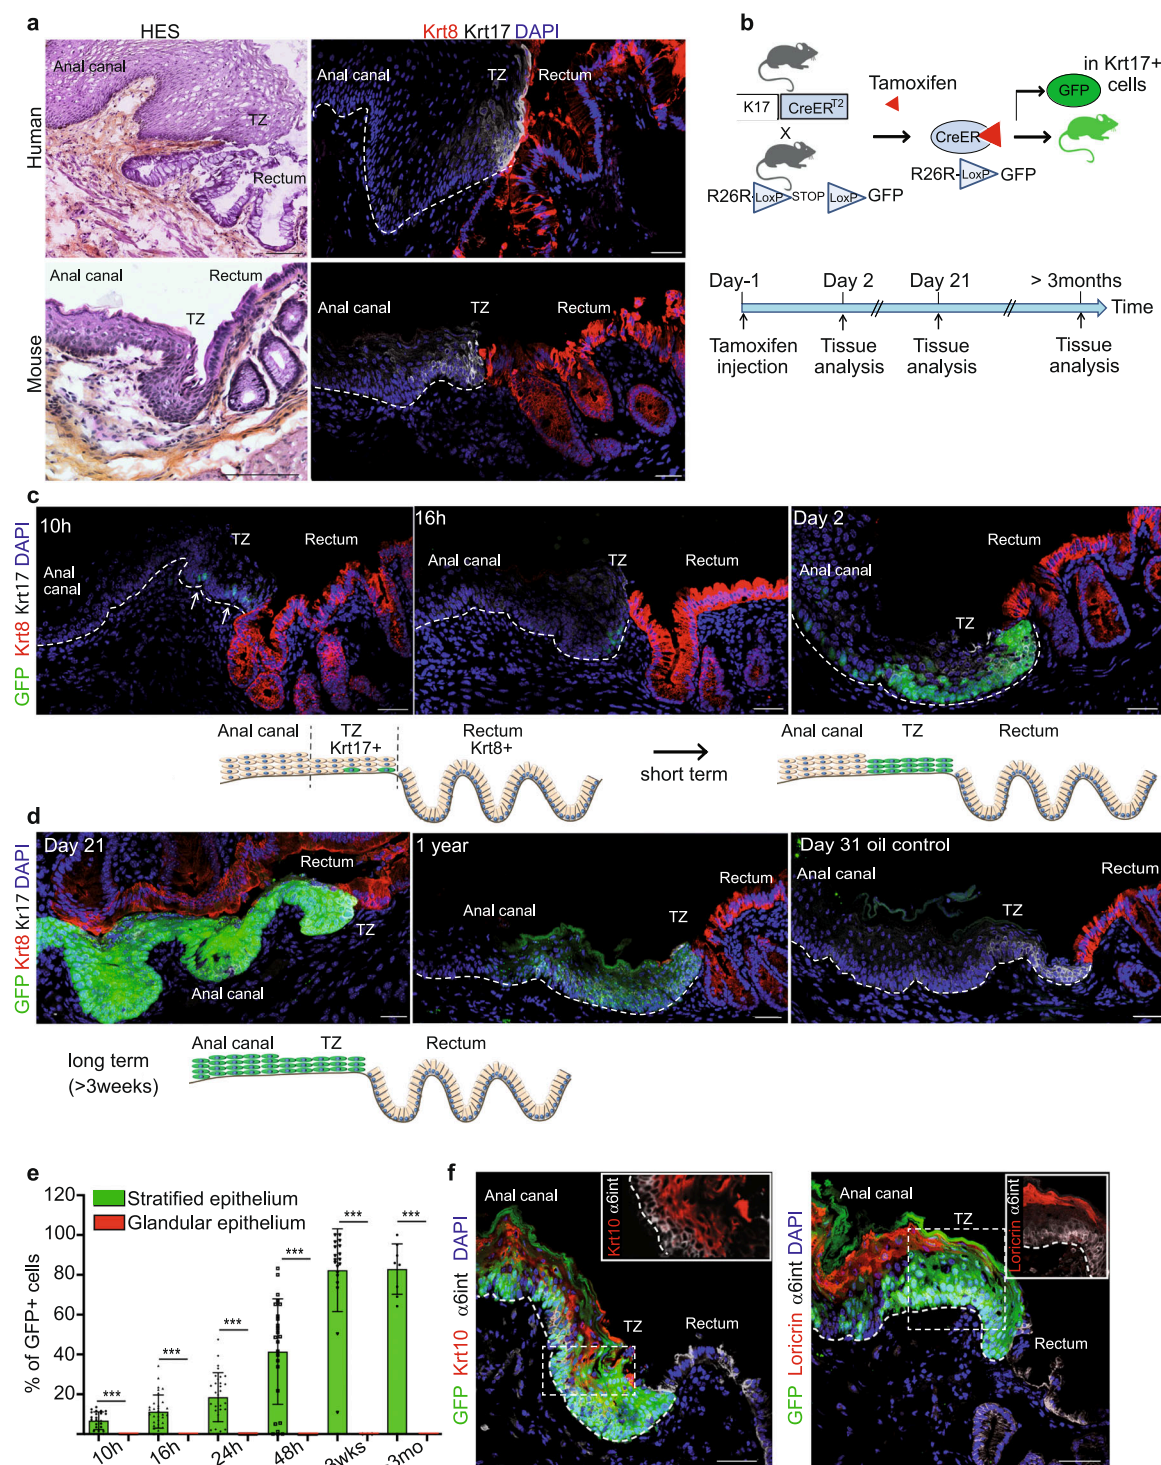 a
HES
Krt8 Krt17 DAPI
Human
Anal canal
TZ
Rectum
Anal canal
TZ
Rectum
Mouse
Anal canal
Rectum
TZ
Anal canal
TZ
Rectum
b
K17
CreERT2
X
R26R-LoxP STOP LoxP GFP
Tamoxifen
CreER
R26R-LoxP-GFP
GFP
in Krt17+
cells
Day-1
Day 2
Day 21
> 3months
Time
Tamoxifen
injection
Tissue
analysis
Tissue
analysis
Tissue
analysis
c
GFP Krt8 Krt17 DAPI
10h
TZ
Rectum
Anal
canal
16h
TZ
Rectum
Anal canal
Day 2
Rectum
Anal canal
TZ
Anal canal
TZ
Krt17+
Rectum
Krt8+
short term
Anal canal
TZ
Rectum
d
GFP Krt8 Kr17 DAPI
Day 21
Rectum
TZ
Anal canal
1 year
Rectum
Anal canal
TZ
Day 31 oil control
Anal canal
Rectum
TZ
long term
(>3weeks)
Anal canal
TZ
Rectum
e
% of GFP+ cells
120
100
80
60
40
20
Stratified epithelium
Glandular epithelium
***
***
***
***
***
***
10h
16h
24h
48h
3wks
>3mo
f
GFP Krt10 α6int DAPI
Anal canal
Krt10 α6int
TZ
Rectum
GFP Loricrin α6int DAPI
Anal canal
TZ
Loricrin α6int
Rectum